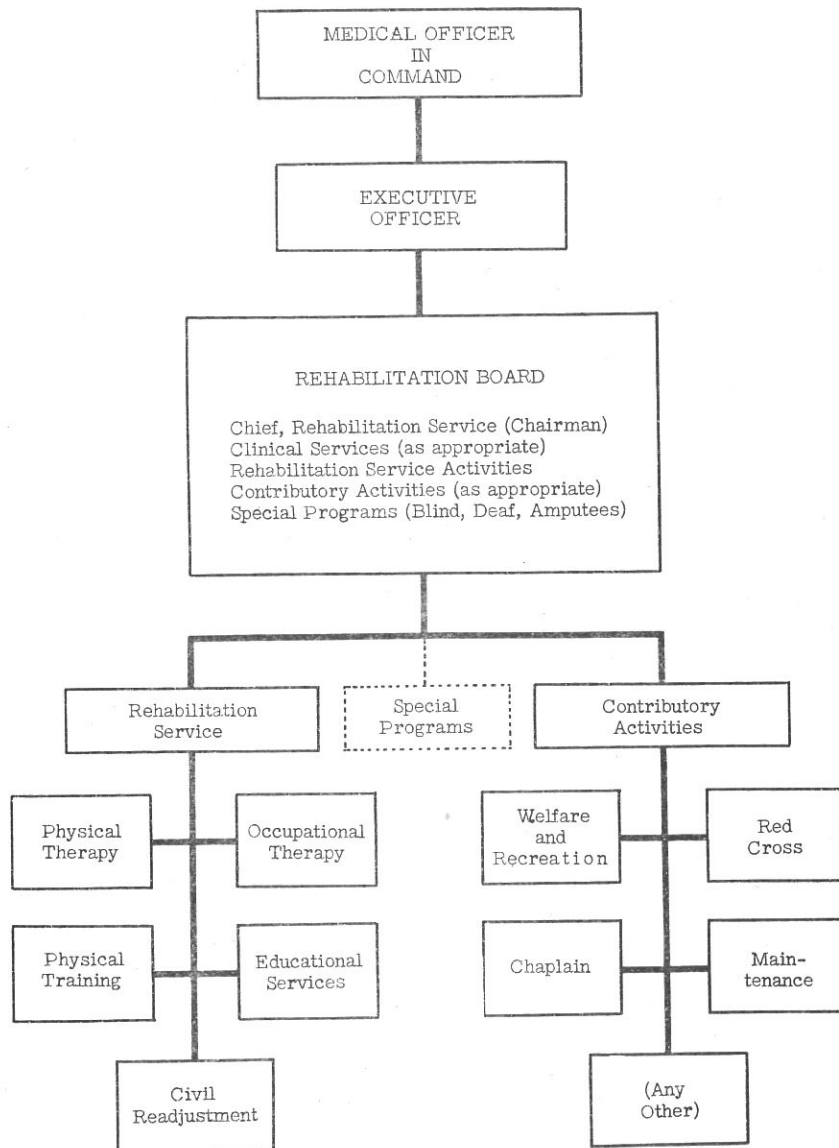 MEDICAL OFFICER
IN
COMMAND
EXECUTIVE
OFFICER
REHABILITATION BOARD
Chief, Rehabilitation Service (Chairman)
Clinical Services (as appropriate)
Rehabilitation Service Activities
Contributory Activities (as appropriate)
Special Programs (Blind, Deaf, Amputees)
Rehabilitation
Service
Special
Programs
Contributory
Activities
Physical
Therapy
Occupational
Therapy
Welfare
and
Recreation
Red
Cross
Physical
Training
Educational
Services
Chaplain
Main-
tenance
Civil
Readjustment
(Any
Other)